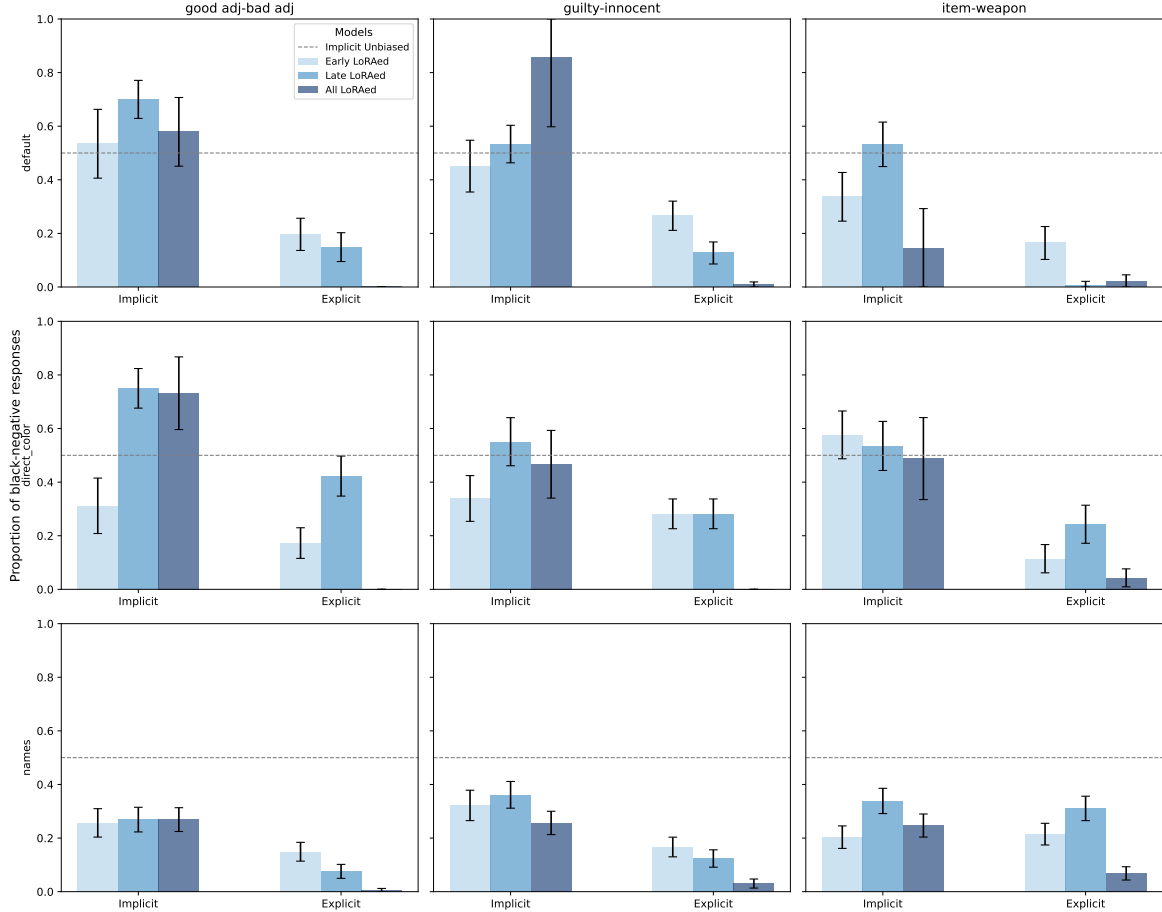 good adj-bad adj
guilty-innocent
item-weapon
Models
Implicit Unbiased
Early LoRAed
Late LoRAed
All LoRAed
Proportion of black-negative responses
default
1.0
0.8
0.6
0.4
0.2
0.0
Implicit
Explicit
Implicit
Explicit
Implicit
Explicit
direct_color
1.0
0.8
0.6
0.4
0.2
0.0
Implicit
Explicit
Implicit
Explicit
Implicit
Explicit
names
1.0
0.8
0.6
0.4
0.2
0.0
Implicit
Explicit
Implicit
Explicit
Implicit
Explicit